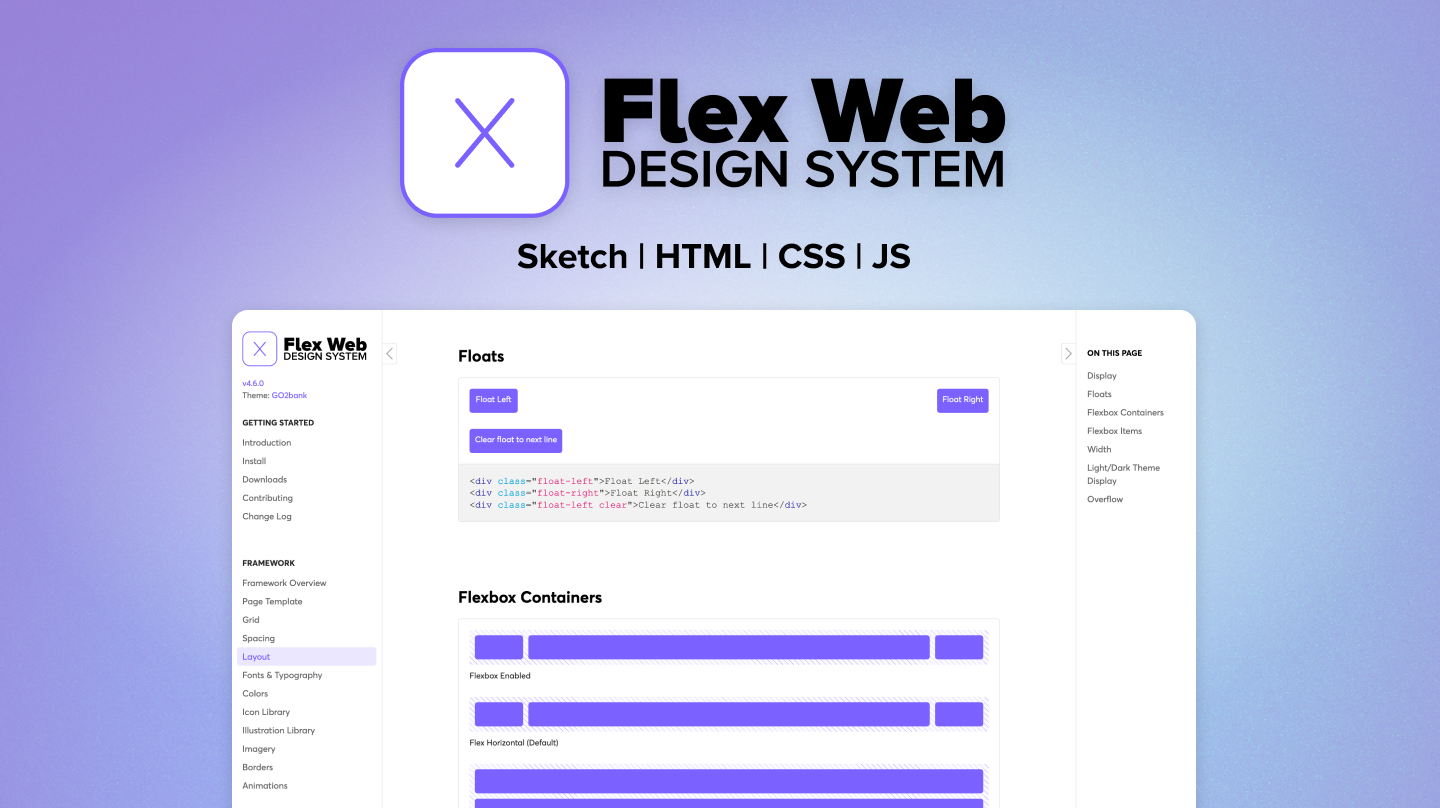 Flex Web
DESIGN SYSTEM
Sketch | HTML | CSS | JS
Flex Web
DESIGN SYSTEM
v4.6.0
Theme: GO2bank
GETTING STARTED
Introduction
Install
Downloads
Contributing
Change Log
FRAMEWORK
Framework Overview
Page Template
Grid
Spacing
Layout
Fonts & Typography
Colors
Icon Library
Illustration Library
Imagery
Borders
Animations
Floats
Float Left
Float Right
Clear float to next line
<div class="float-left">Float Left</div>
<div class="float-right">Float Right</div>
<div class="float-left clear">Clear float to next line</div>
Flexbox Containers
Flexbox Enabled
Flex Horizontal (Default)
ON THIS PAGE
Display
Floats
Flexbox Containers
Flexbox Items
Width
Light/Dark Theme
Display
Overflow